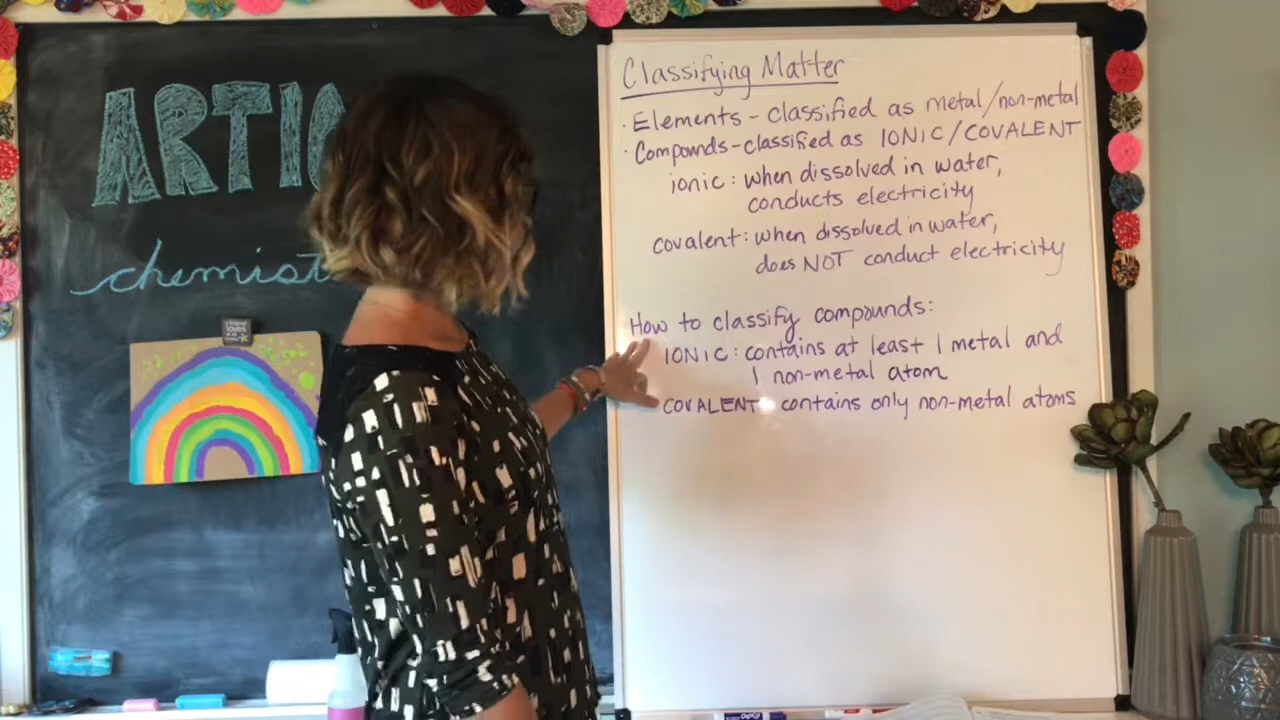 ARTIC
chemist
Classifying Matter
· Elements - classified as metal/non-metal
· Compounds - classified as IONIC/COVALENT
ionic: when dissolved in water,
conducts electricity
covalent: when dissolved in water,
does NOT conduct electricity
How to classify compounds:
IONIC: contains at least 1 metal and
1 non-metal atom
COVALENT: contains only non-metal atoms